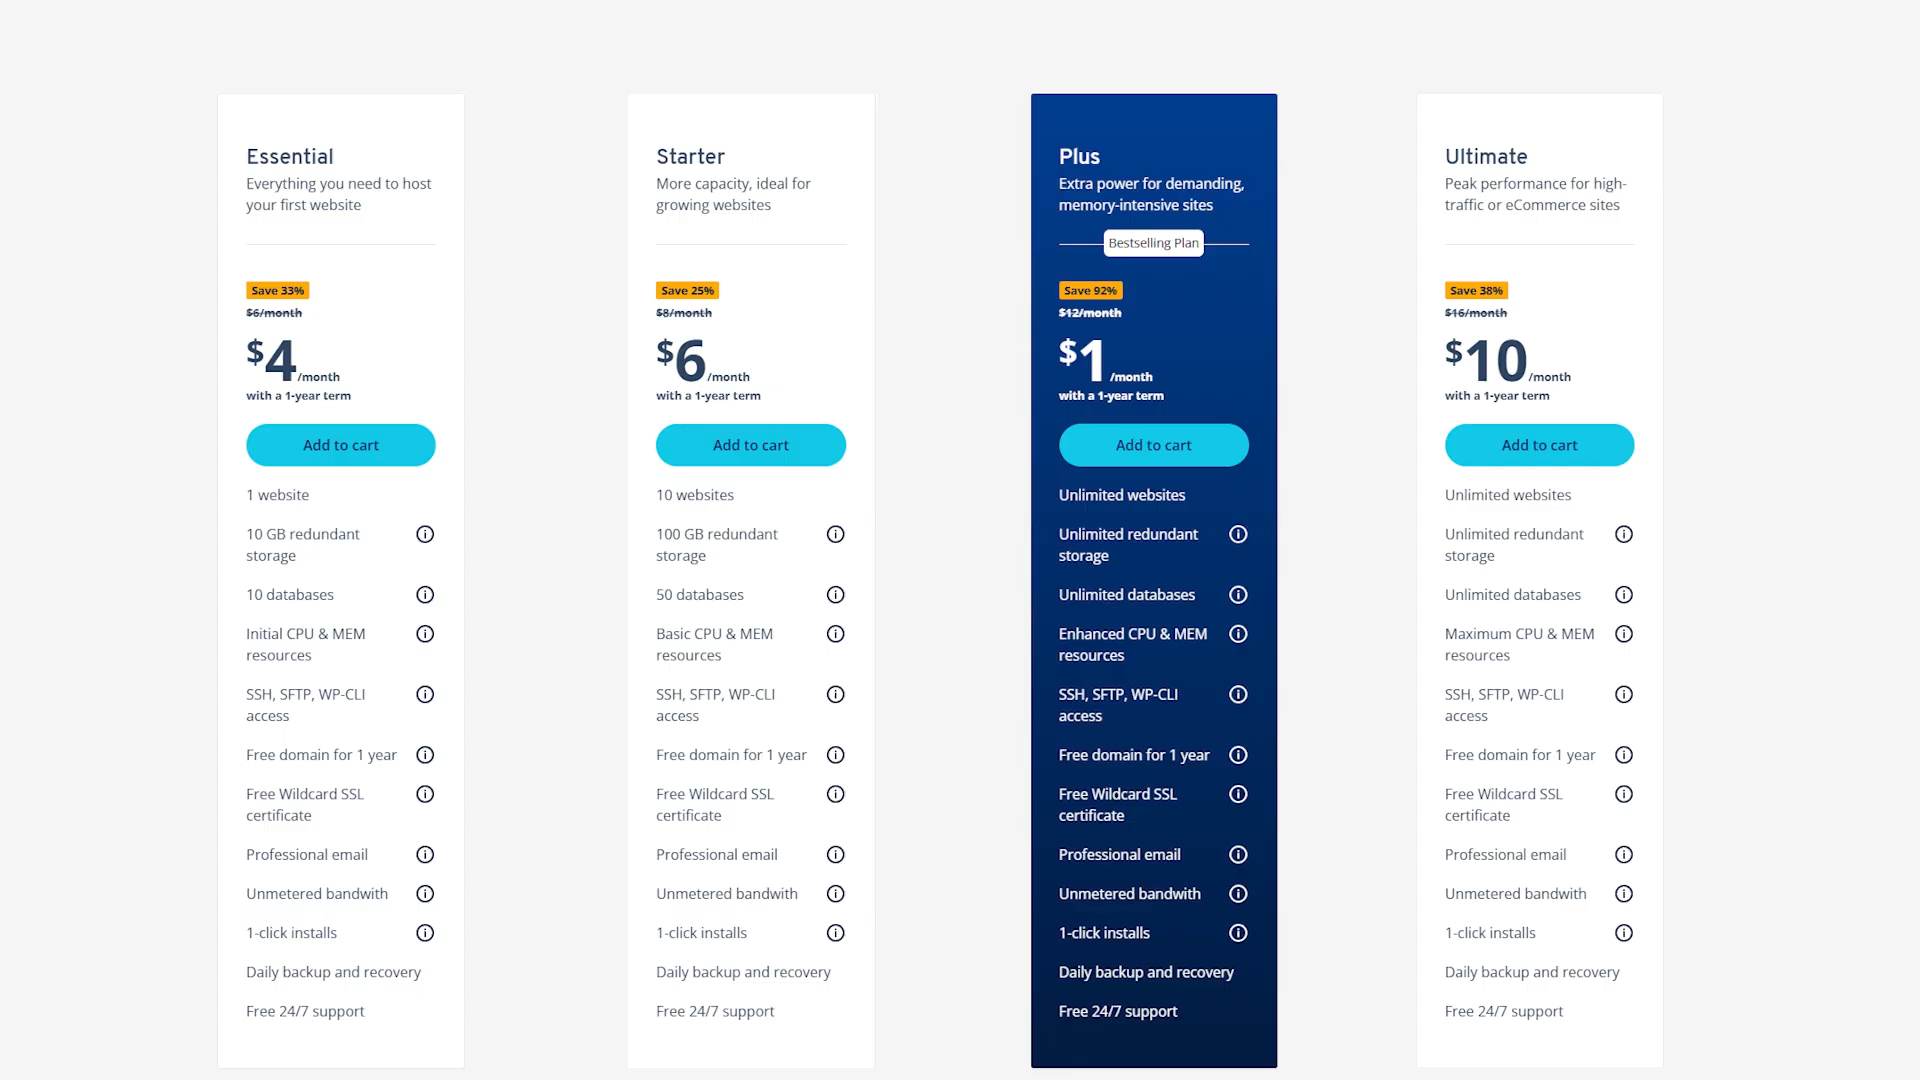 Essential
Everything you need to host
your first website
Save 33%
$6/month
$4/month
with a 1-year term
Add to cart
1 website
10 GB redundant
storage
10 databases
Initial CPU & MEM
resources
SSH, SFTP, WP-CLI
access
Free domain for 1 year
Free Wildcard SSL
certificate
Professional email
Unmetered bandwith
1-click installs
Daily backup and recovery
Free 24/7 support
Starter
More capacity, ideal for
growing websites
Save 25%
$8/month
$6/month
with a 1-year term
Add to cart
10 websites
100 GB redundant
storage
50 databases
Basic CPU & MEM
resources
SSH, SFTP, WP-CLI
access
Free domain for 1 year
Free Wildcard SSL
certificate
Professional email
Unmetered bandwith
1-click installs
Daily backup and recovery
Free 24/7 support
Plus
Extra power for demanding,
memory-intensive sites
Bestselling Plan
Save 92%
$12/month
$1/month
with a 1-year term
Add to cart
Unlimited websites
Unlimited redundant
storage
Unlimited databases
Enhanced CPU & MEM
resources
SSH, SFTP, WP-CLI
access
Free domain for 1 year
Free Wildcard SSL
certificate
Professional email
Unmetered bandwith
1-click installs
Daily backup and recovery
Free 24/7 support
Ultimate
Peak performance for high-
traffic or eCommerce sites
Save 38%
$16/month
$10/month
with a 1-year term
Add to cart
Unlimited websites
Unlimited redundant
storage
Unlimited databases
Maximum CPU & MEM
resources
SSH, SFTP, WP-CLI
access
Free domain for 1 year
Free Wildcard SSL
certificate
Professional email
Unmetered bandwith
1-click installs
Daily backup and recovery
Free 24/7 support